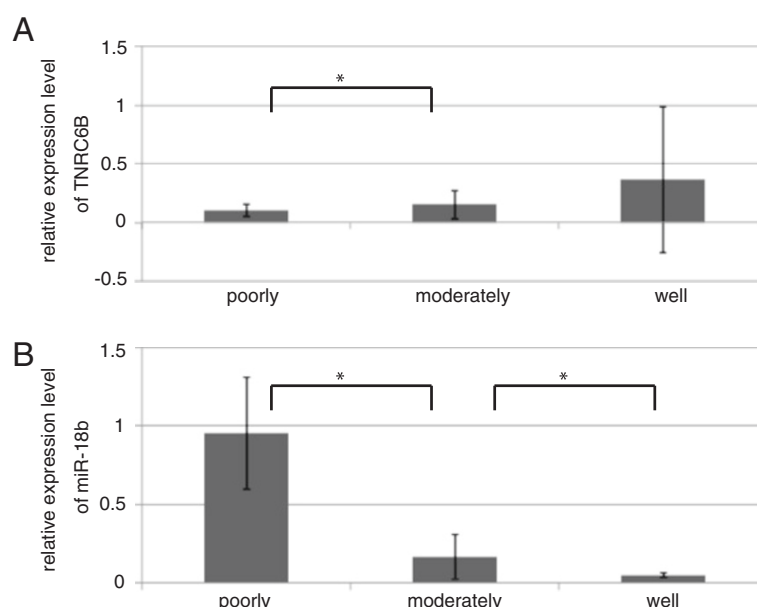 A
relative expression level
of TNRC6B
1.5
1
0.5
0
-0.5
*
poorly moderately well
B
relative expression level
of miR-18b
1.5
1
0.5
0
* *
poorly moderately well